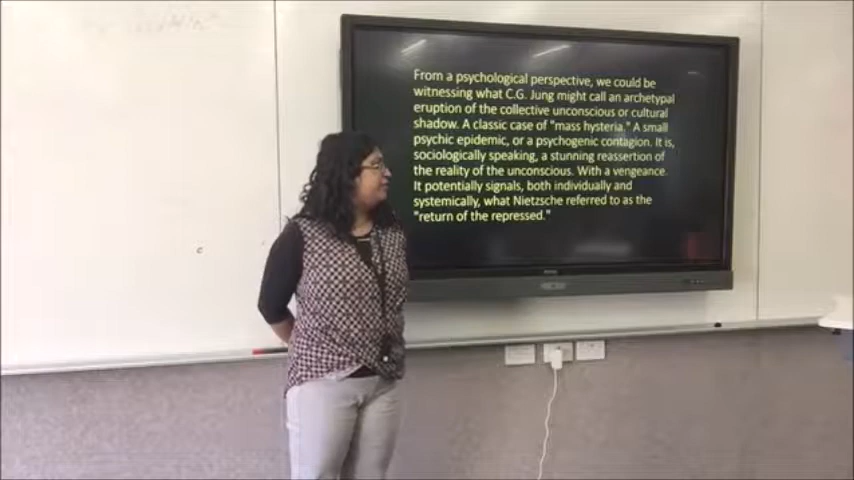 From a psychological perspective, we could be
witnessing what C.G. Jung might call an archetypal
eruption of the collective unconscious or cultural
shadow. A classic case of "mass hysteria." A small
psychic epidemic, or a psychogenic contagion. It is,
sociologically speaking, a stunning reassertion of
the reality of the unconscious. With a vengeance.
It potentially signals, both individually and
systemically, what Nietzsche referred to as the
"return of the repressed."